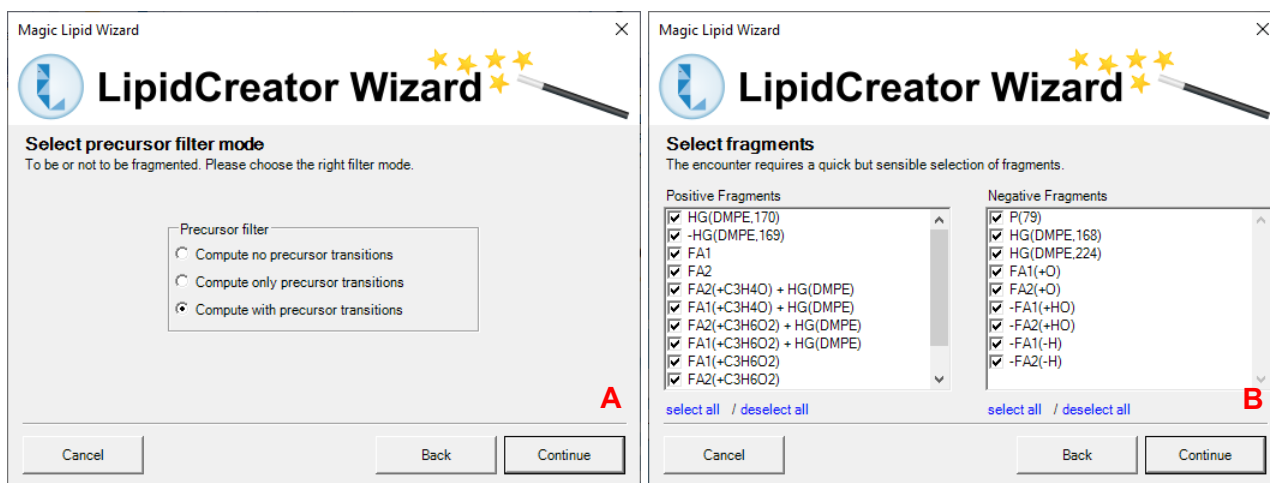 Magic Lipid Wizard
LipidCreator Wizard
Select precursor filter mode
To be or not to be fragmented. Please choose the right filter mode.
Precursor filter
Compute no precursor transitions
Compute only precursor transitions
Compute with precursor transitions
A
Cancel
Back
Continue
Magic Lipid Wizard
LipidCreator Wizard
Select fragments
The encounter requires a quick but sensible selection of fragments.
Positive Fragments
HG(DMPE,170)
-HG(DMPE,169)
FA1
FA2
FA2(+C3H4O) + HG(DMPE)
FA1(+C3H4O) + HG(DMPE)
FA2(+C3H6O2) + HG(DMPE)
FA1(+C3H6O2) + HG(DMPE)
FA1(+C3H6O2)
FA2(+C3H6O2)
select all / deselect all
Negative Fragments
P(79)
HG(DMPE,168)
HG(DMPE,224)
FA1(+O)
FA2(+O)
-FA1(+HO)
-FA2(+HO)
-FA1(-H)
-FA2(-H)
select all / deselect all
B
Cancel
Back
Continue